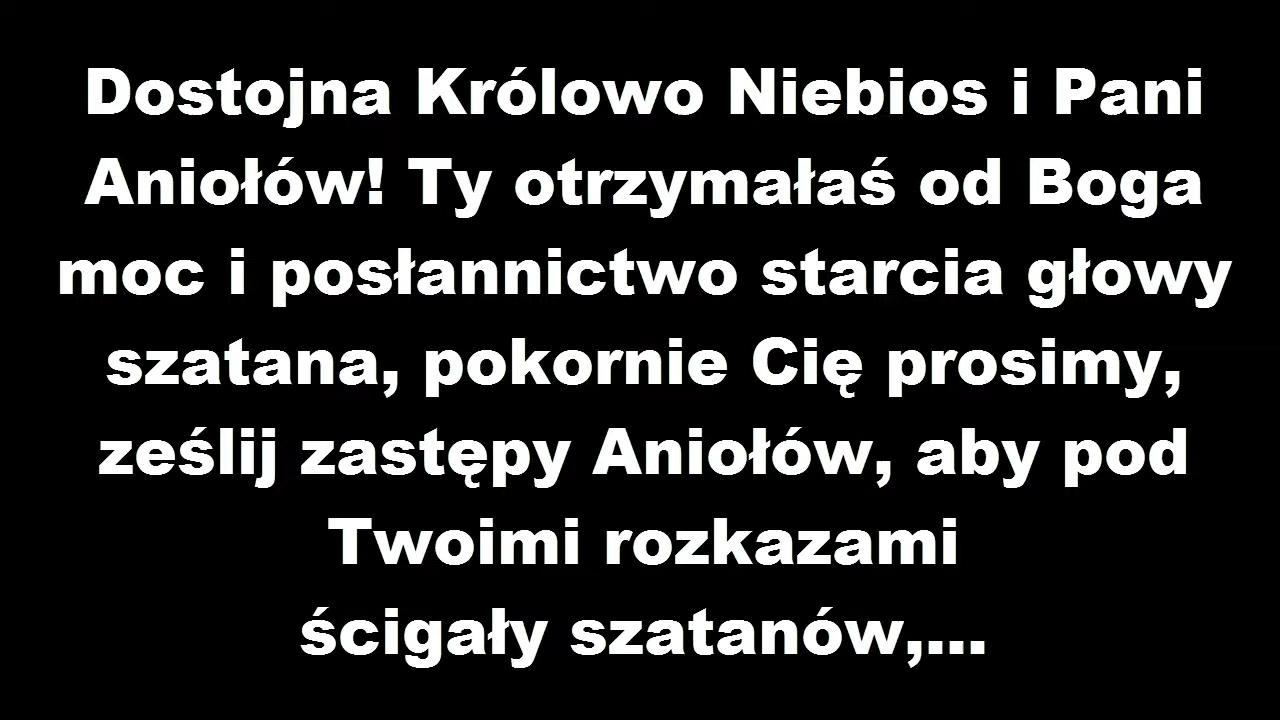 Dostojna Królowo Niebios i Pani
Aniołów! Ty otrzymałaś od Boga
moc i posłannictwo starcia głowy
szatana, pokornie Cię prosimy,
ześlij zastępy Aniołów, aby pod
Twoimi rozkazami
ścigały szatanów,...